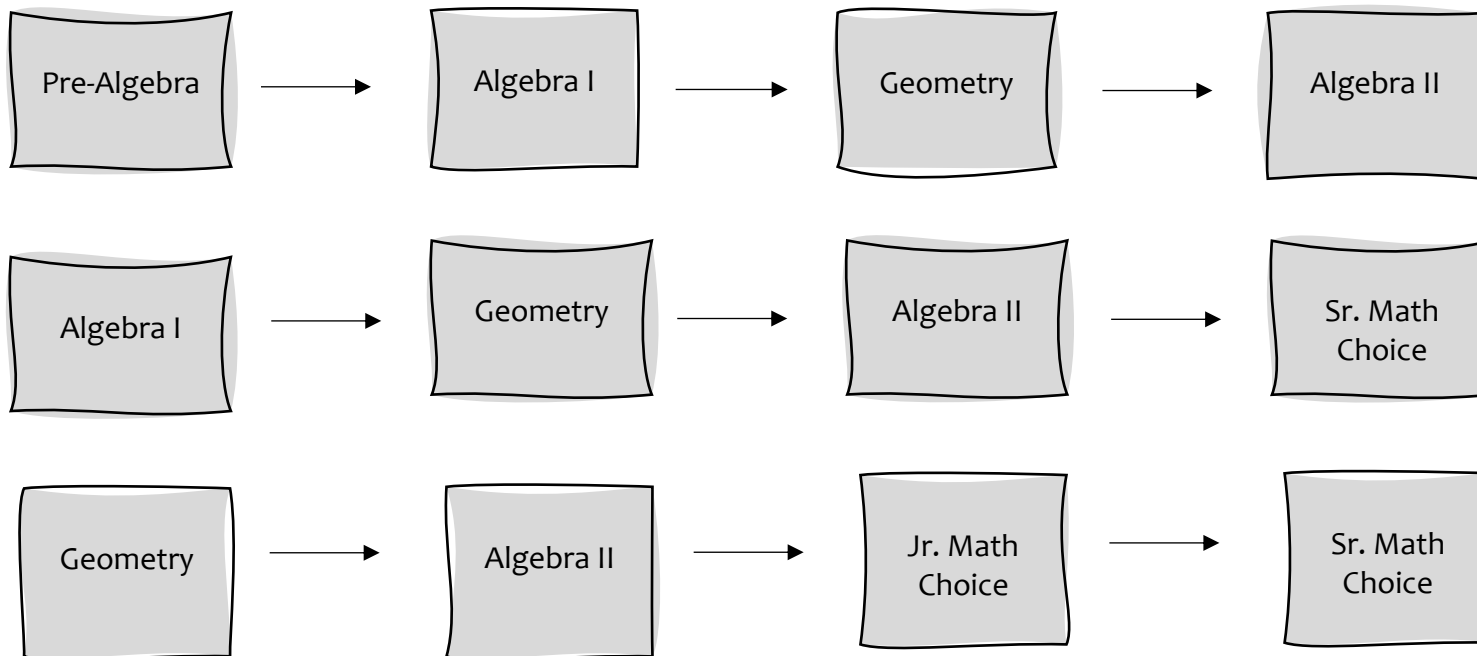 Pre-Algebra
Algebra I
Geometry
Algebra II
Algebra I
Geometry
Algebra II
Sr. Math
Choice
Geometry
Algebra II
Jr. Math
Choice
Sr. Math
Choice